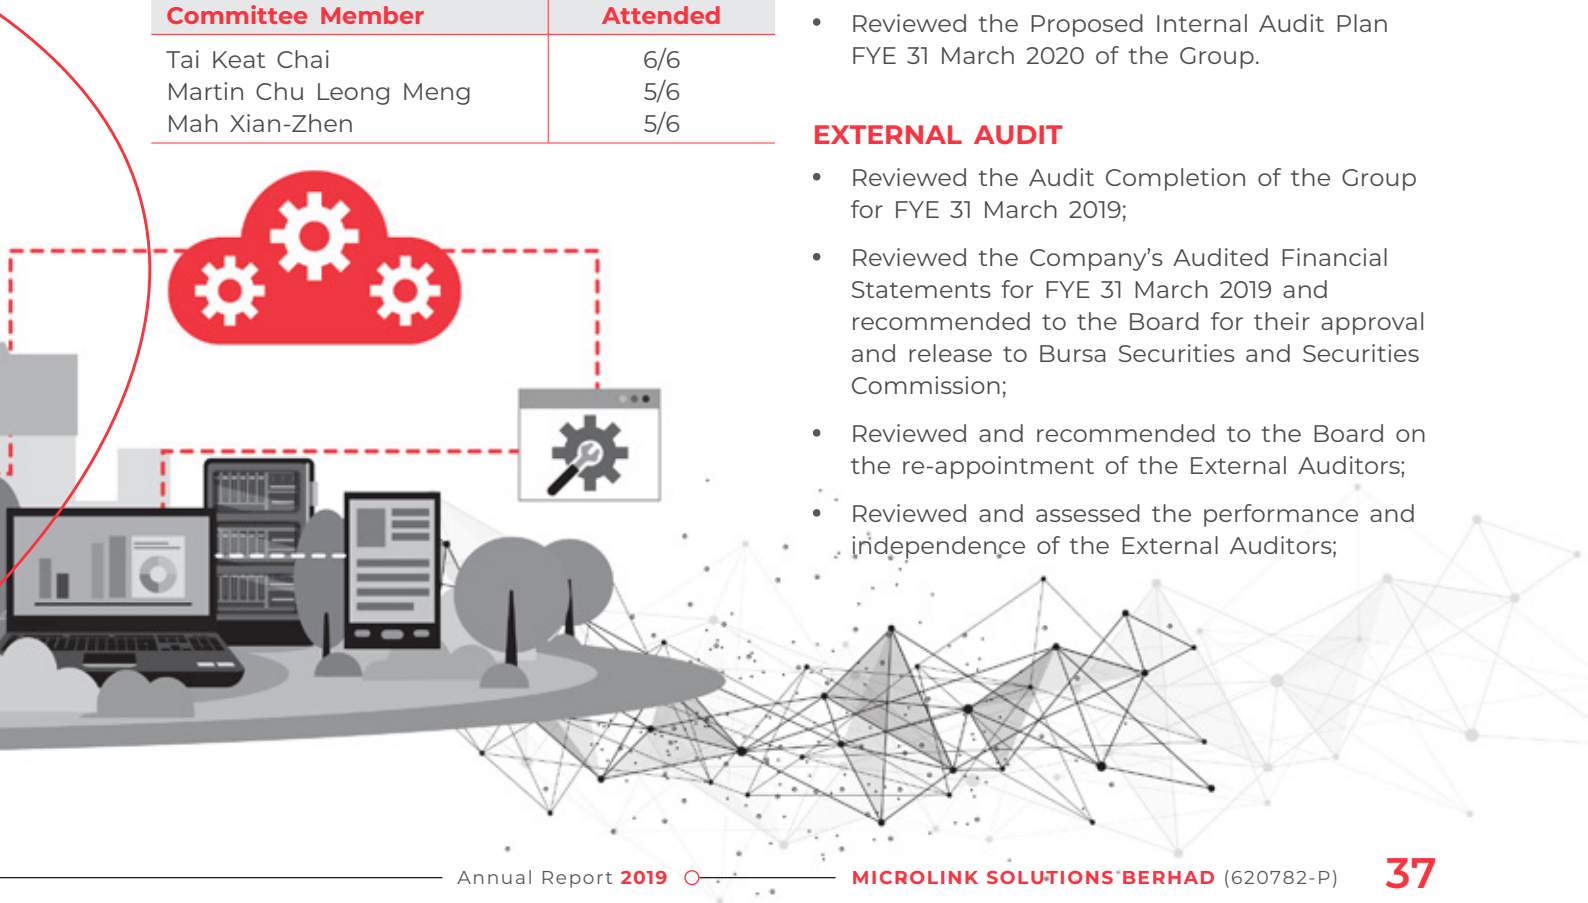 Committee Member Attended
Tai Keat Chai 6/6
Martin Chu Leong Meng 5/6
Mah Xian-Zhen 5/6
• Reviewed the Proposed Internal Audit Plan
FYE 31 March 2020 of the Group.
EXTERNAL AUDIT
• Reviewed the Audit Completion of the Group
for FYE 31 March 2019;
• Reviewed the Company’s Audited Financial
Statements for FYE 31 March 2019 and
recommended to the Board for their approval
and release to Bursa Securities and Securities
Commission;
• Reviewed and recommended to the Board on
the re-appointment of the External Auditors;
• Reviewed and assessed the performance and
independence of the External Auditors;
Annual Report 2019 MICROLINK SOLUTIONS BERHAD (620782-P) 37